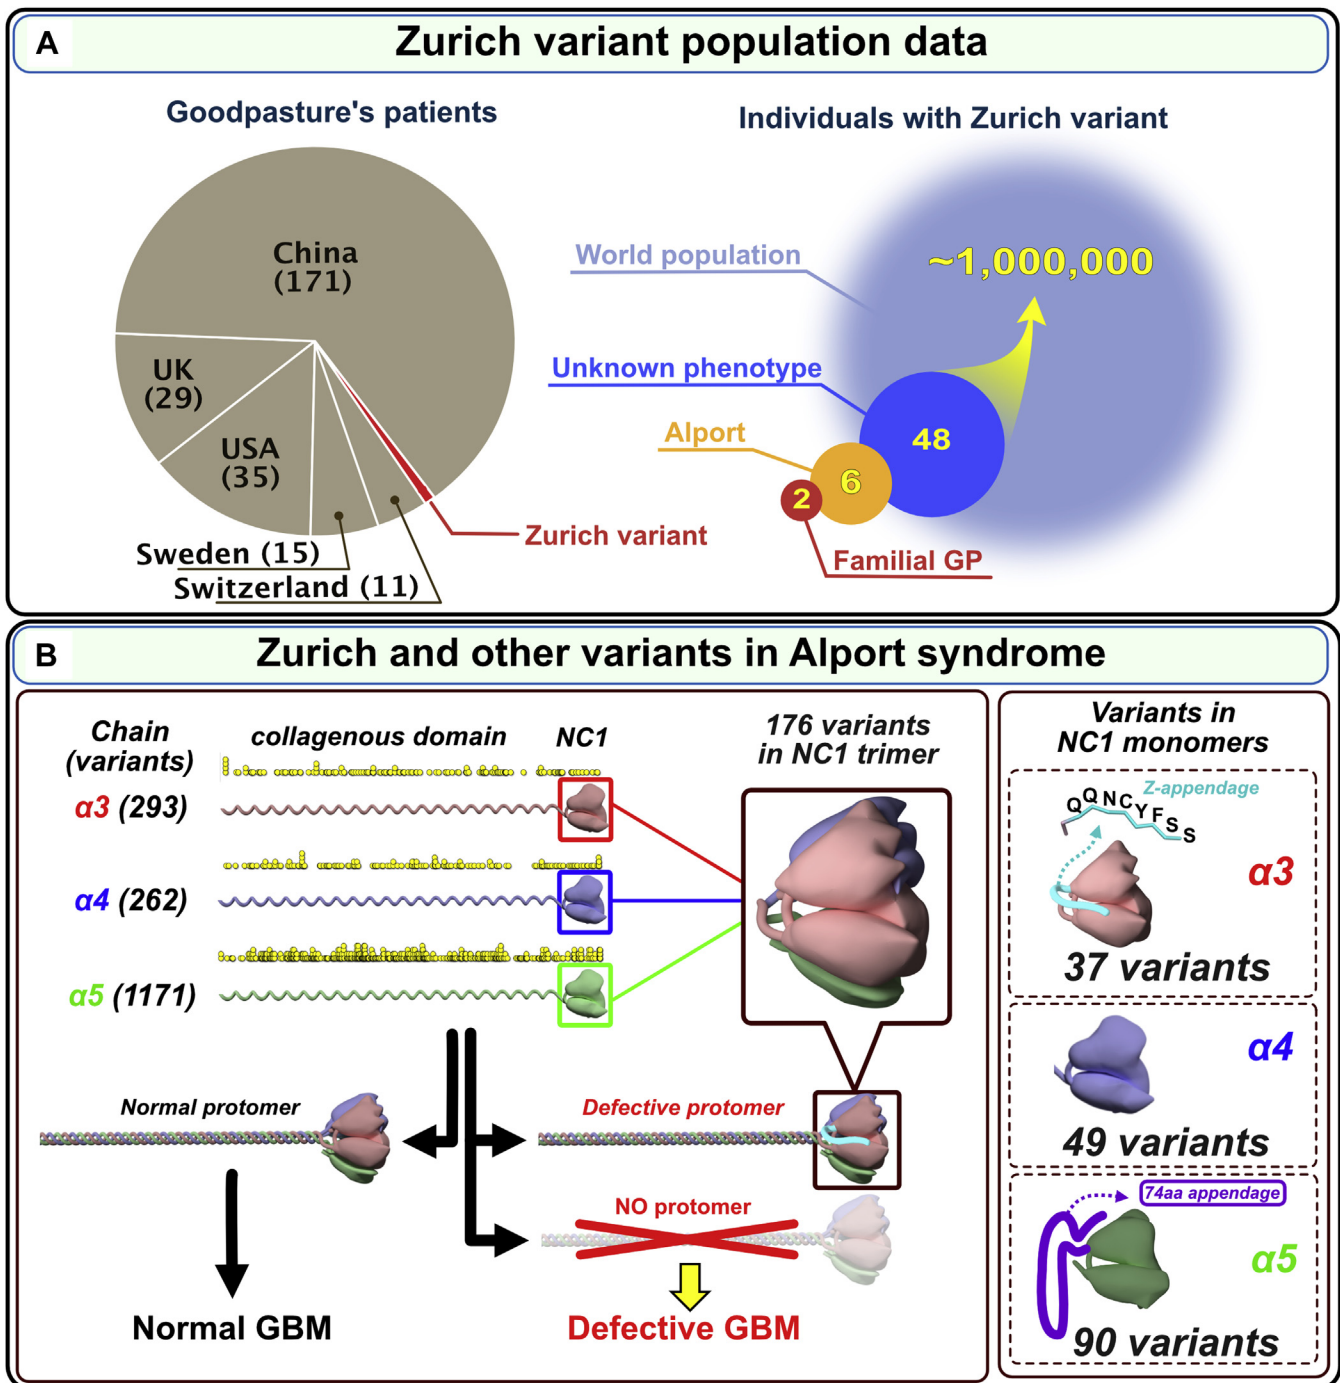 A
Zurich variant population data
Goodpasture's patients
China
(171)
UK
(29)
USA
(35)
Sweden (15)
Switzerland (11)
Zurich variant
Individuals with Zurich variant
World population
~1,000,000
Unknown phenotype
48
Alport
6
2
Familial GP
B
Zurich and other variants in Alport syndrome
Chain
(variants)
collagenous domain
NC1
α3 (293)
α4 (262)
α5 (1171)
176 variants
in NC1 trimer
Normal protomer
Defective protomer
NO protomer
Normal GBM
Defective GBM
Variants in
NC1 monomers
Z-appendage
QQNCYFSS
α3
37 variants
α4
49 variants
74aa appendage
α5
90 variants